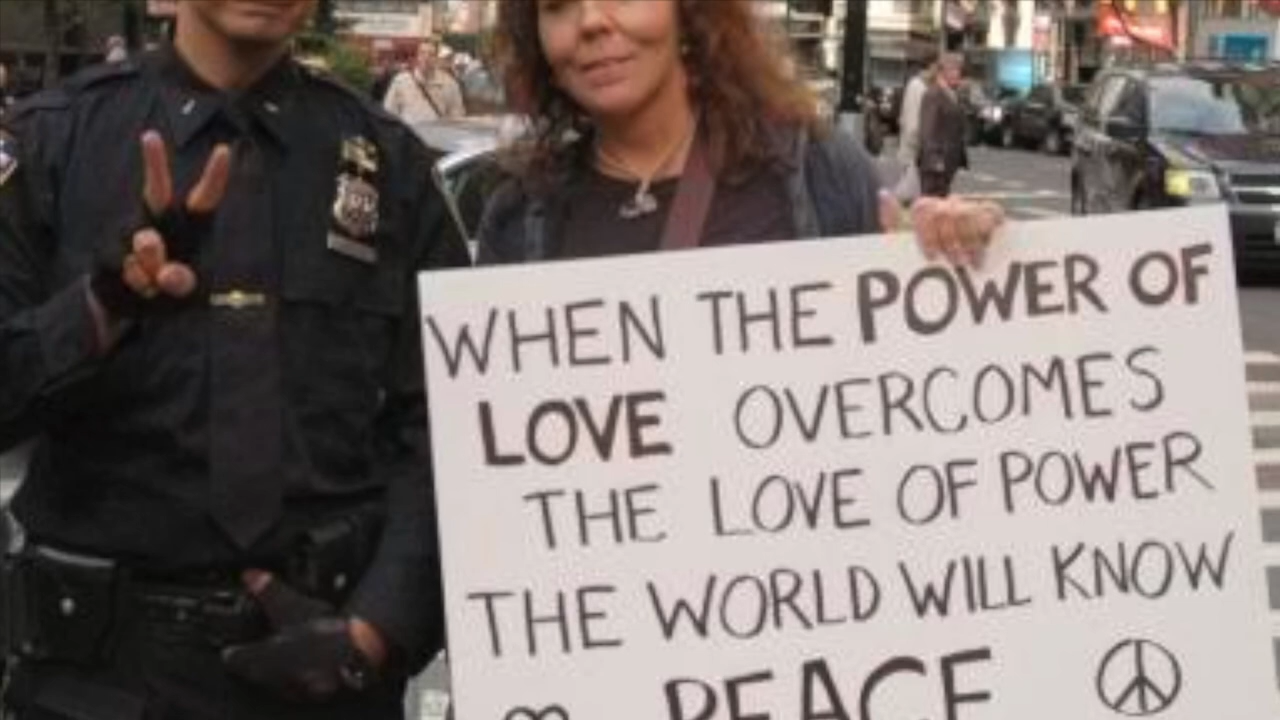 WHEN THE POWER OF
LOVE OVERCOMES
THE LOVE OF POWER
THE WORLD WILL KNOW
PEACE